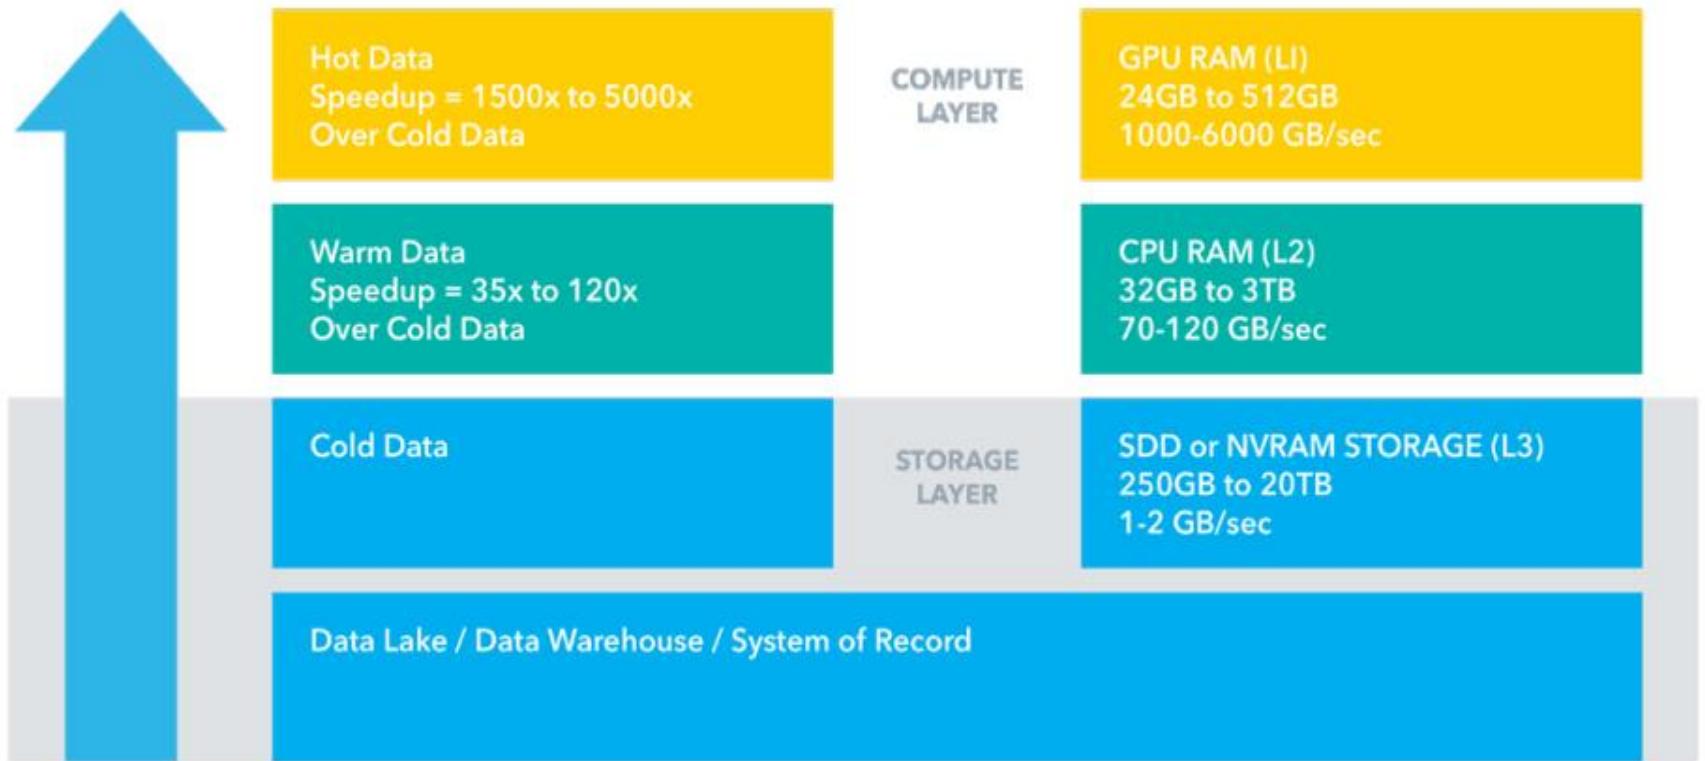 Hot Data
Speedup = 1500x to 5000x
Over Cold Data
COMPUTE
LAYER
GPU RAM (LI)
24GB to 512GB
1000-6000 GB/sec
Warm Data
Speedup = 35x to 120x
Over Cold Data
CPU RAM (L2)
32GB to 3TB
70-120 GB/sec
Cold Data
STORAGE
LAYER
SDD or NVRAM STORAGE (L3)
250GB to 20TB
1-2 GB/sec
Data Lake / Data Warehouse / System of Record